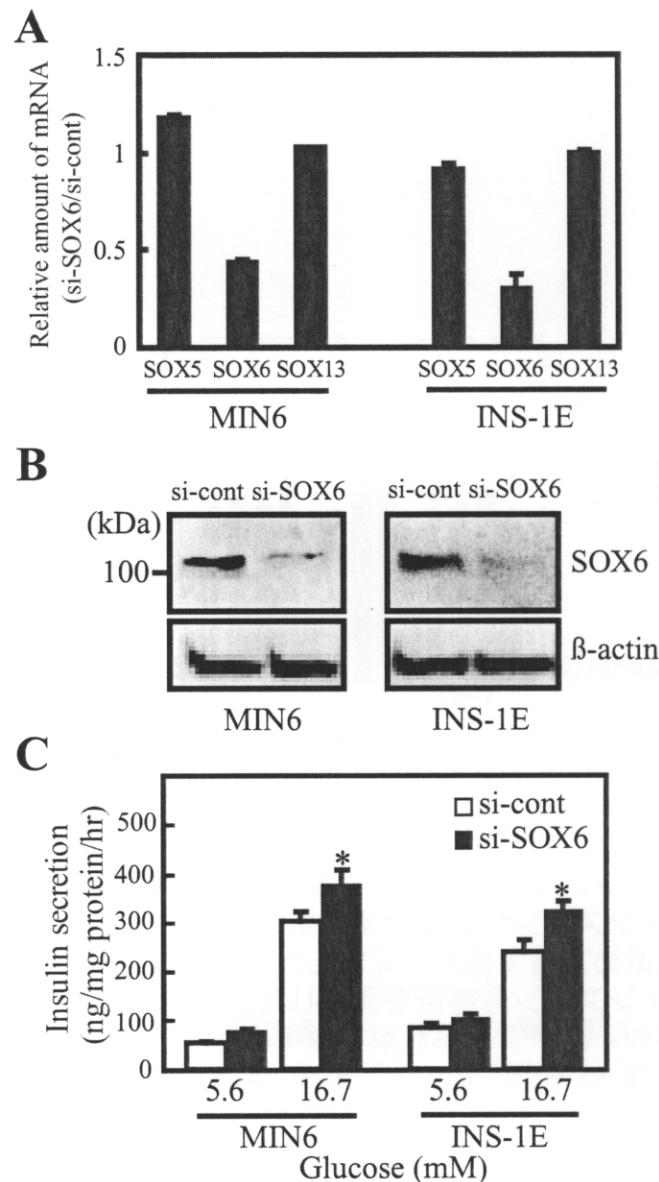 A
Relative amount of mRNA
(si-SOX6/si-cont)
1.5
1
0.5
0
SOX5 SOX6 SOX13 SOX5 SOX6 SOX13
MIN6 INS-1E
B
si-cont si-SOX6 si-cont si-SOX6
(kDa)
100
SOX6
ß-actin
MIN6 INS-1E
C
Insulin secretion
(ng/mg protein/hr)
500
400
300
200
100
0
si-cont
si-SOX6
* *
5.6 16.7 5.6 16.7
MIN6 INS-1E
Glucose (mM)